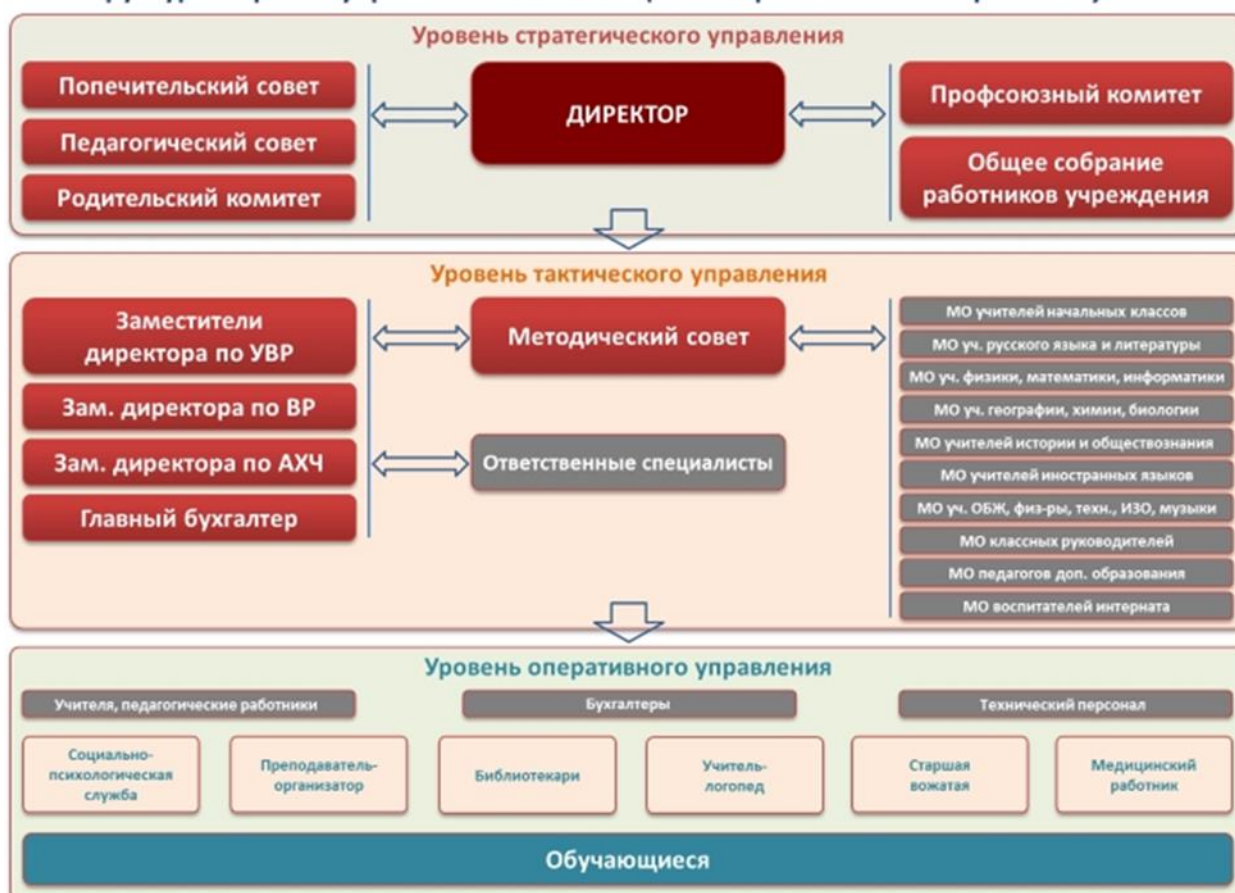 Уровень стратегического управления
Попечительский совет
Педагогический совет
Родительский комитет
ДИРЕКТОР
Профсоюзный комитет
Общее собрание
работников учреждения
Уровень тактического управления
Заместители
директора по УВР
Зам. директора по ВР
Зам. директора по АХЧ
Главный бухгалтер
Методический совет
Ответственные специалисты
МО учителей начальных классов
МО уч. русского языка и литературы
МО уч. физики, математики, информатики
МО уч. географии, химии, биологии
МО учителей истории и обществознания
МО учителей иностранных языков
МО уч. ОБЖ, физ-ры, техн., ИЗО, музыки
МО классных руководителей
МО педагогов доп. образования
МО воспитателей интерната
Уровень оперативного управления
Учителя, педагогические работники
Бухгалтеры
Технический персонал
Социально-
психологическая
служба
Преподаватель-
организатор
Библиотекари
Учитель-
логопед
Старшая
вожатая
Медицинский
работник
Обучающиеся